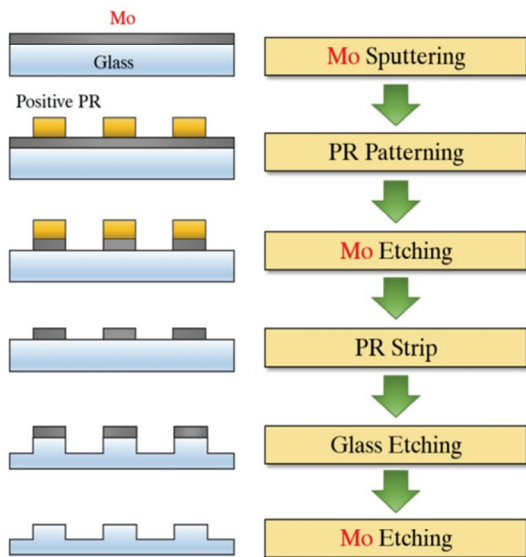 Mo
Glass
Mo Sputtering
Positive PR
PR Patterning
Mo Etching
PR Strip
Glass Etching
Mo Etching